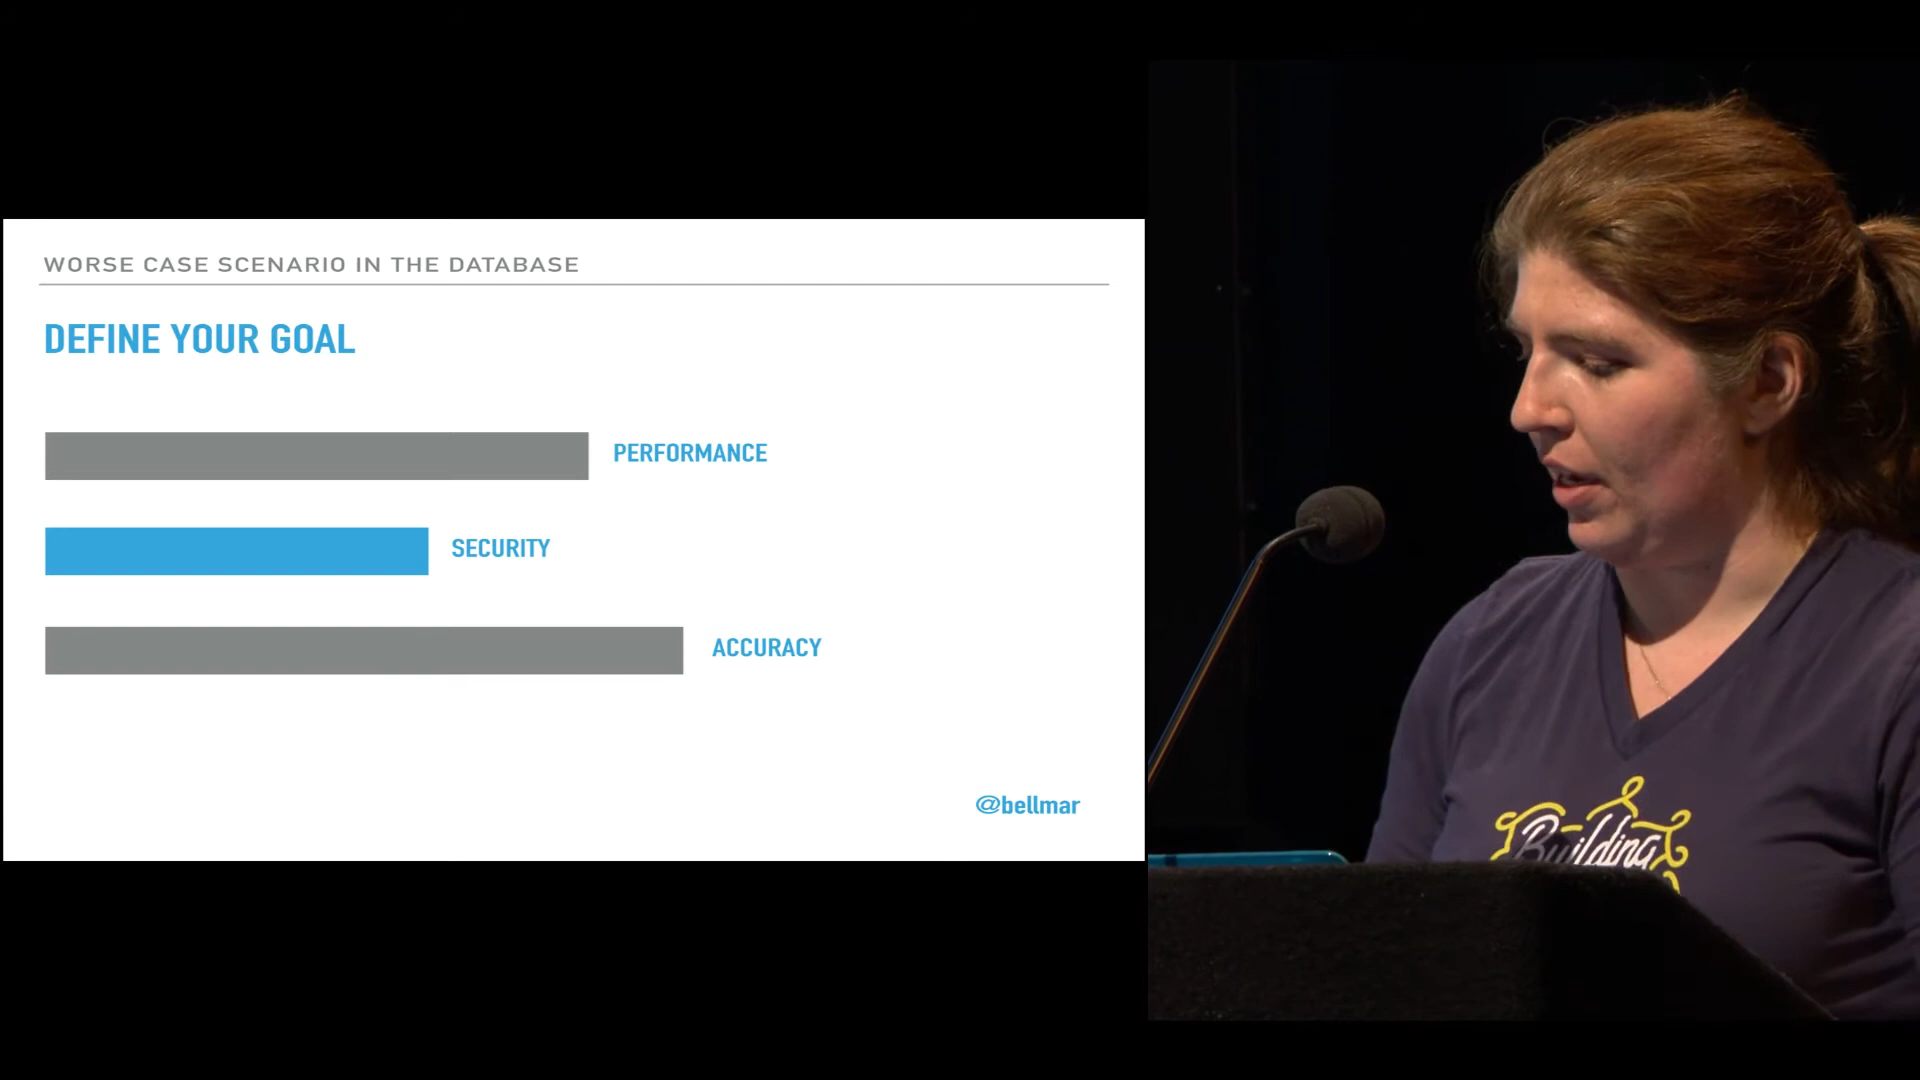 WORSE CASE SCENARIO IN THE DATABASE
DEFINE YOUR GOAL
PERFORMANCE
SECURITY
ACCURACY
@bellmar
Building